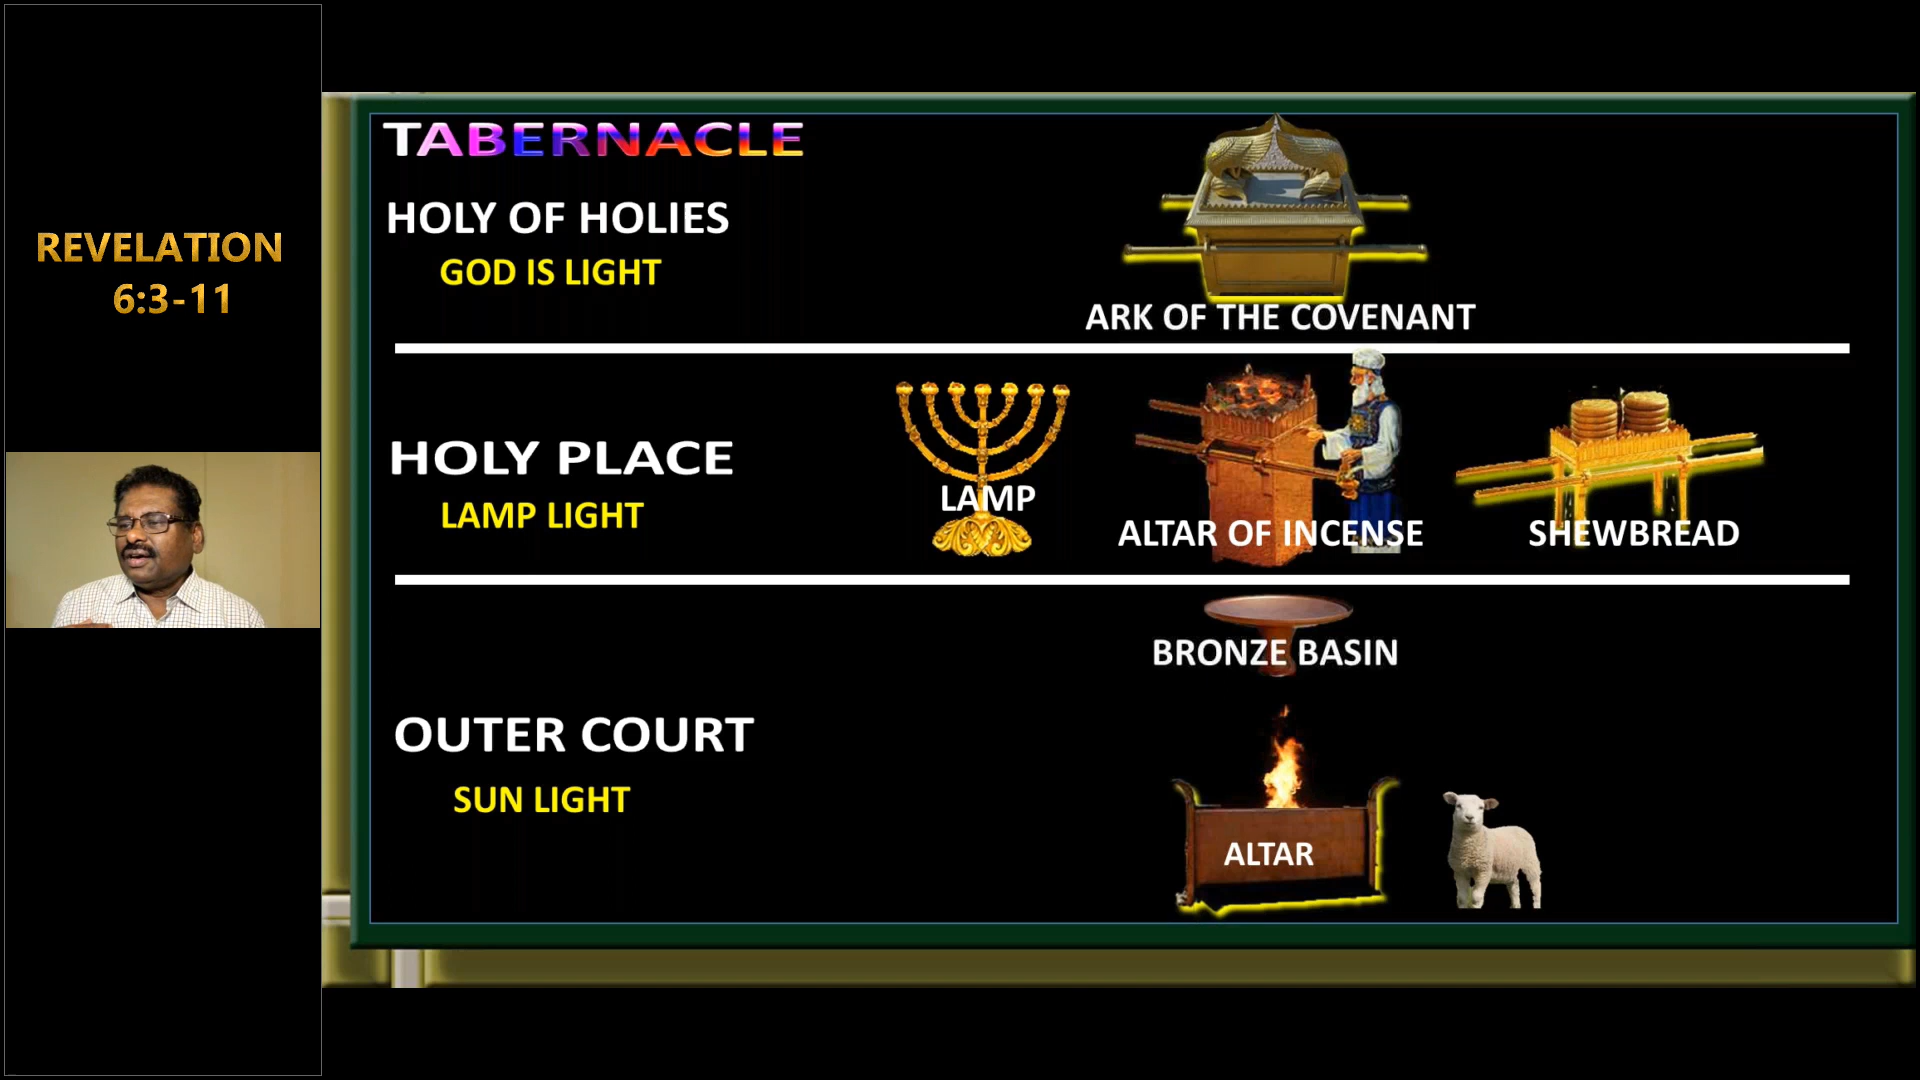 REVELATION
6:3-11
TABERNACLE
HOLY OF HOLIES
GOD IS LIGHT
ARK OF THE COVENANT
HOLY PLACE
LAMP LIGHT
LAMP
ALTAR OF INCENSE
SHEWBREAD
BRONZE BASIN
OUTER COURT
SUN LIGHT
ALTAR